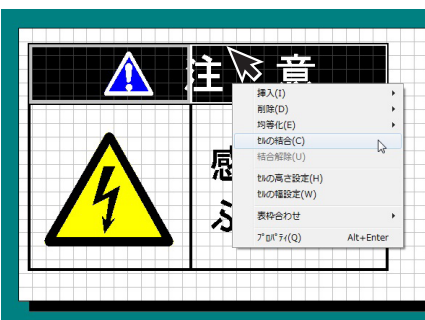 注 意
感
ふ
挿入(I)
削除(D)
均等化(E)
ｾﾙの結合(C)
結合解除(U)
ｾﾙの高さ設定(H)
ｾﾙの幅設定(W)
表枠合わせ
ﾌﾟﾛﾊﾟﾃｨ(Q) Alt+Enter